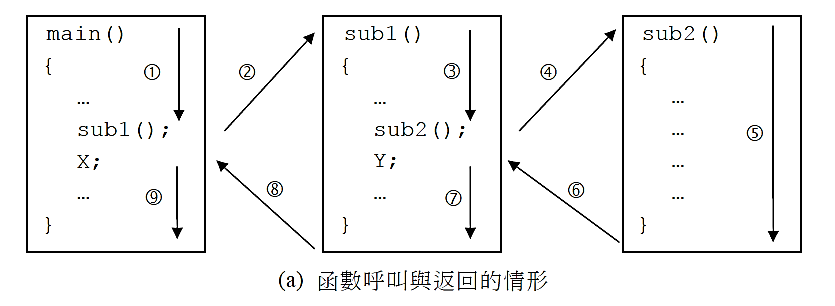 main()
{
①
…
sub1();
X;
…
⑨
}
②
⑧
sub1()
{
③
…
sub2();
Y;
…
⑦
}
④
⑥
sub2()
{
…
…
⑤
…
…
}
(a) 函數呼叫與返回的情形